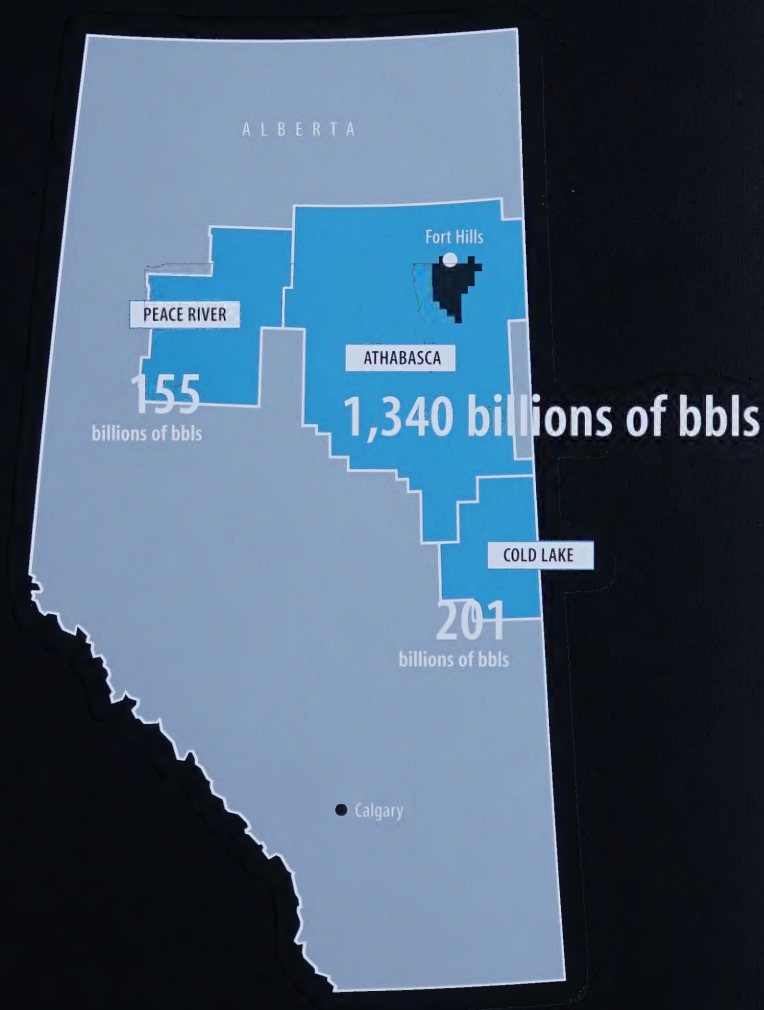 ALBERTA
Fort Hills
PEACE RIVER
ATHABASCA
155
billions of bbls
1,340 billions of bbls
COLD LAKE
201
billions of bbls
Calgary